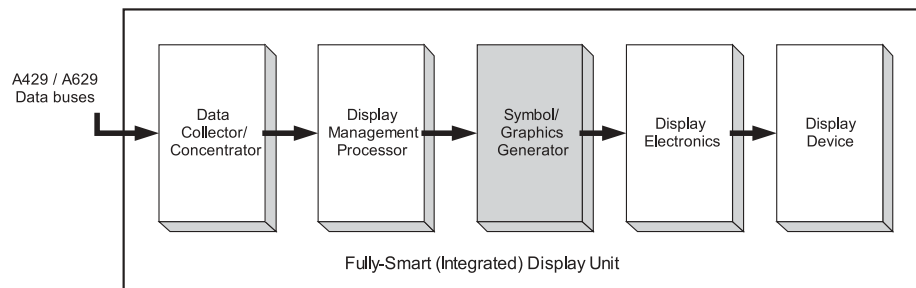 A429 / A629
Data buses
Data
Collector/
Concentrator
Display
Management
Processor
Symbol/
Graphics
Generator
Display
Electronics
Display
Device
Fully-Smart (Integrated) Display Unit